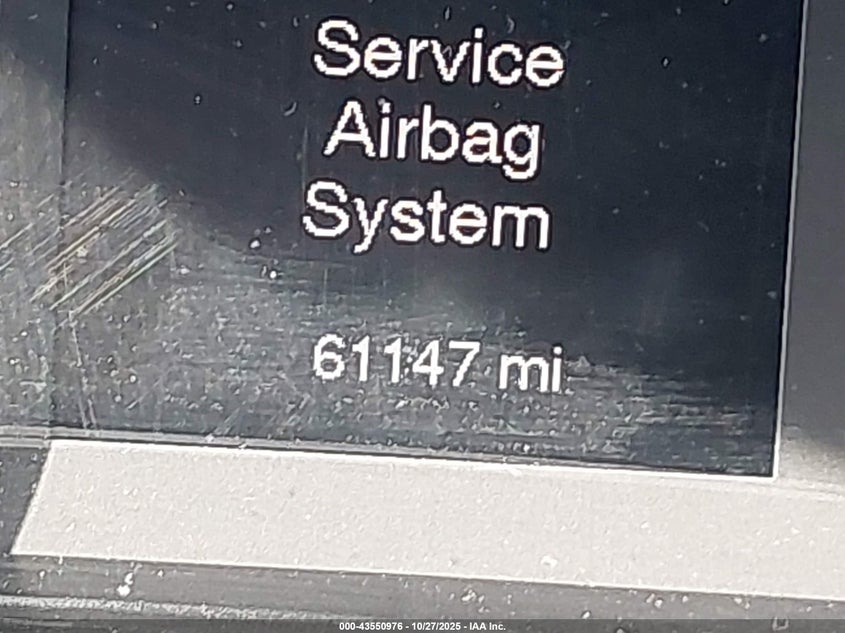 Service
Airbag
System
61147 mi
000-43550976 - 10/27/2025 - IAA Inc.